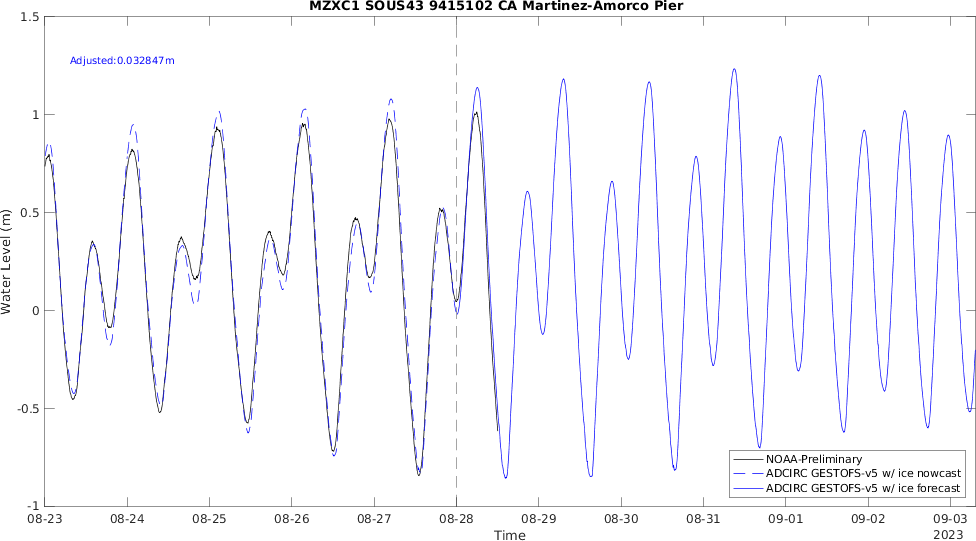 MZXC1 SOUS43 9415102 CA Martinez-Amorco Pier
Adjusted:0.032847m
Water Level (m)
1.5
1
0.5
0
-0.5
-1
NOAA-Preliminary
ADCIRC GESTOFS-v5 w/ ice nowcast
ADCIRC GESTOFS-v5 w/ ice forecast
08-23 08-24 08-25 08-26 08-27 08-28 08-29 08-30 08-31 09-01 09-02 09-03
Time
2023